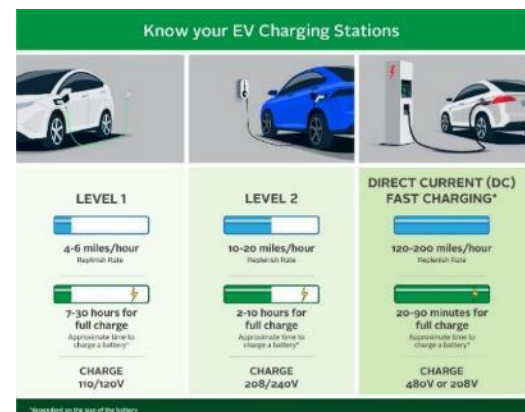 Know your EV Charging Stations
LEVEL 1
4-6 miles/hour
Replinish Rate
7-30 hours for
full charge
Approximate time to
charge a battery*
CHARGE
110/120V
LEVEL 2
10-20 miles/hour
Replenish Rate
2-10 hours for
full charge
Approximate time to
charge a battery*
CHARGE
208/240V
DIRECT CURRENT (DC)
FAST CHARGING*
120-200 miles/hour
Replenish Rate
20-90 minutes for
full charge
Approximate time to
charge a battery*
CHARGE
480V or 208V
*dependent on the size of the battery